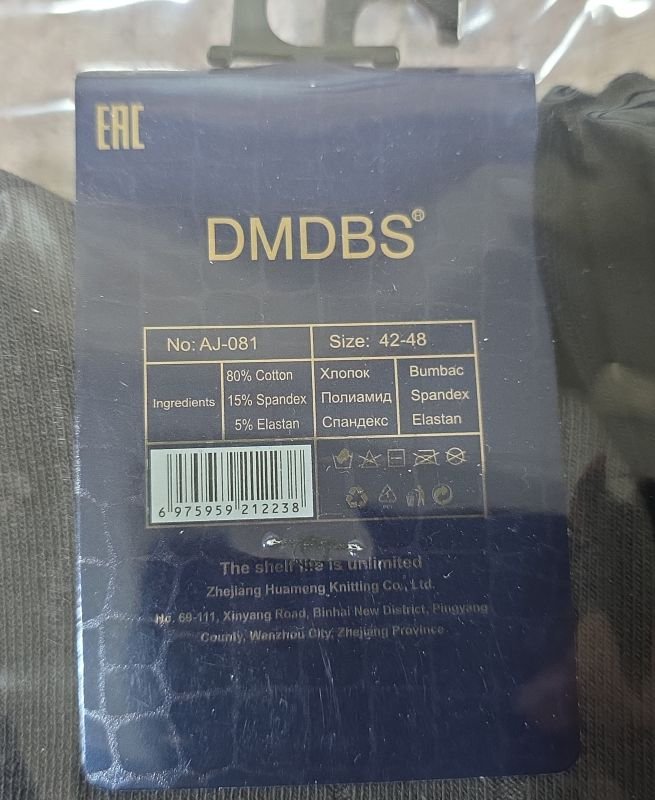 EAC
DMDBS®
No: AJ-081 Size: 42-48
Ingredients
80% Cotton
15% Spandex
5% Elastan
Хлопок
Полиамид
Спандекс
Bumbac
Spandex
Elastan
6 975959 212238
The shelf life is unlimited
Zhejiang Huameng Knitting Co., Ltd.
No. 69-111, Xinyang Road, Binhai New District, Pingyang
County, Wenzhou City, Zhejiang Province